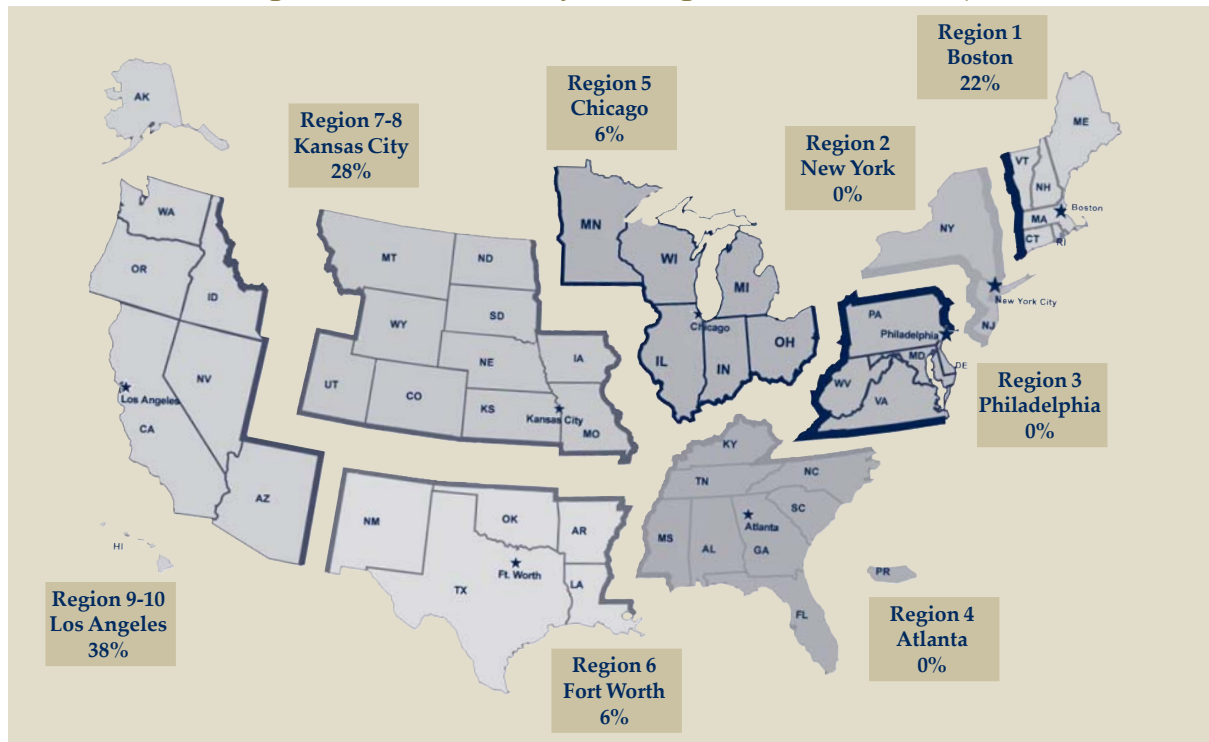 Region 1
Boston
22%
Region 5
Chicago
6%
Region 7-8
Kansas City
28%
Region 2
New York
0%
AK
ME
VT
NH
MA
Boston
CT
RI
WA
MN
NY
OR
MT
ND
WI
MI
ID
New York City
SD
PA
NJ
WY
Chicago
Philadelphia
OH
NE
IA
IL
IN
MD
DE
UT
NV
CO
WV
VA
Los Angeles
KS
Kansas City
MO
CA
Region 3
Philadelphia
0%
KY
NC
TN
AZ
NM
OK
AR
SC
Atlanta
MS
AL
GA
HI
Ft. Worth
TX
LA
PR
FL
Region 9-10
Los Angeles
38%
Region 4
Atlanta
0%
Region 6
Fort Worth
6%